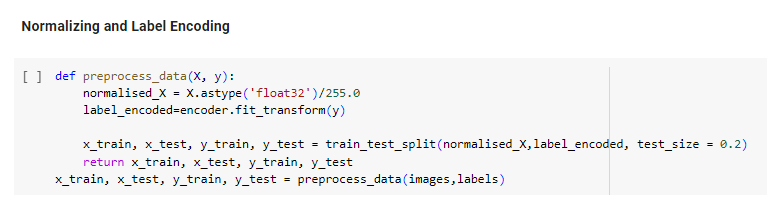 Normalizing and Label Encoding
[ ] def preprocess_data(X, y):
normalised_X = X.astype('float32')/255.0
label_encoded=encoder.fit_transform(y)
x_train, x_test, y_train, y_test = train_test_split(normalised_X,label_encoded, test_size = 0.2)
return x_train, x_test, y_train, y_test
x_train, x_test, y_train, y_test = preprocess_data(images,labels)